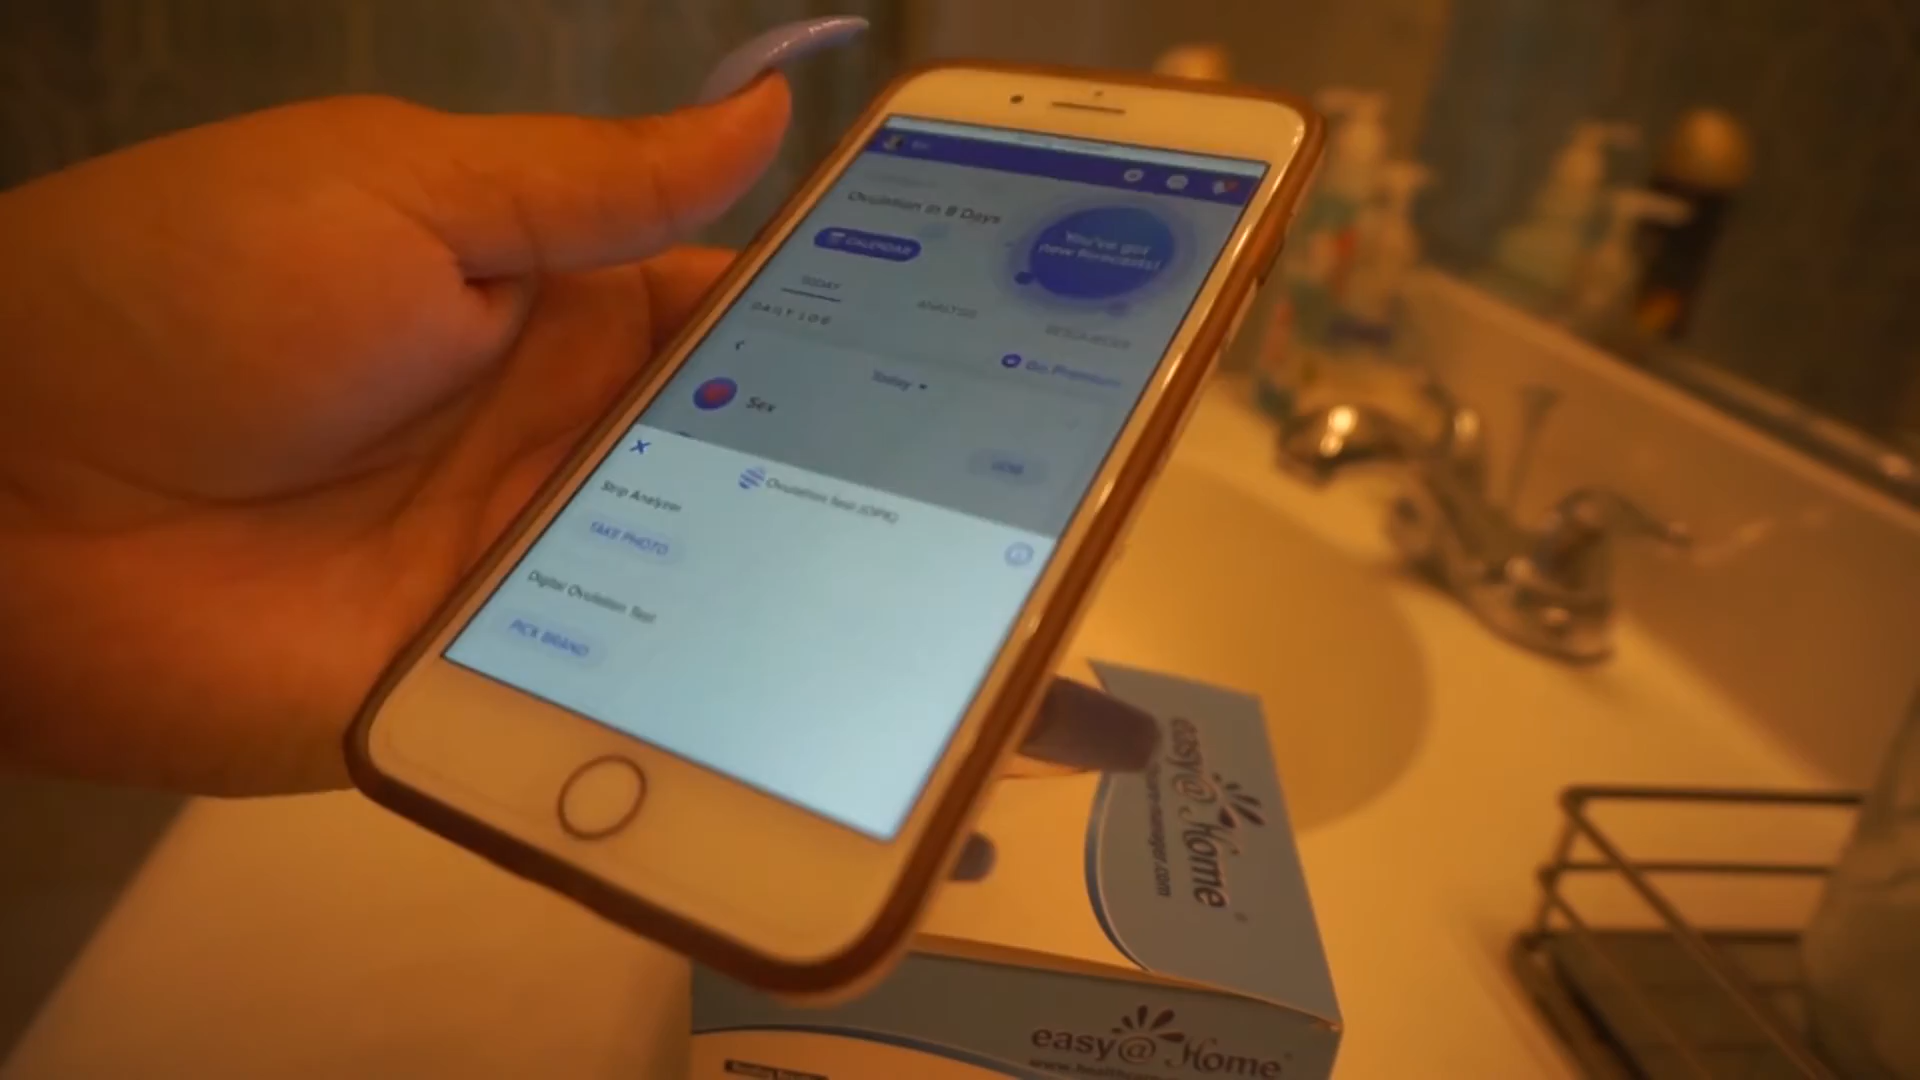 Ovulation in 8 Days
You've got
new forecasts!
CALENDAR
TODAY
ANALYSIS
RESOURCES
DAILY LOG
Go Premium
Today
Sex
Ovulation Test (OPK)
Strip Analyzer
TAKE PHOTO
Digital Ovulation Test
PICK BRAND
easy@Home
easy@Home